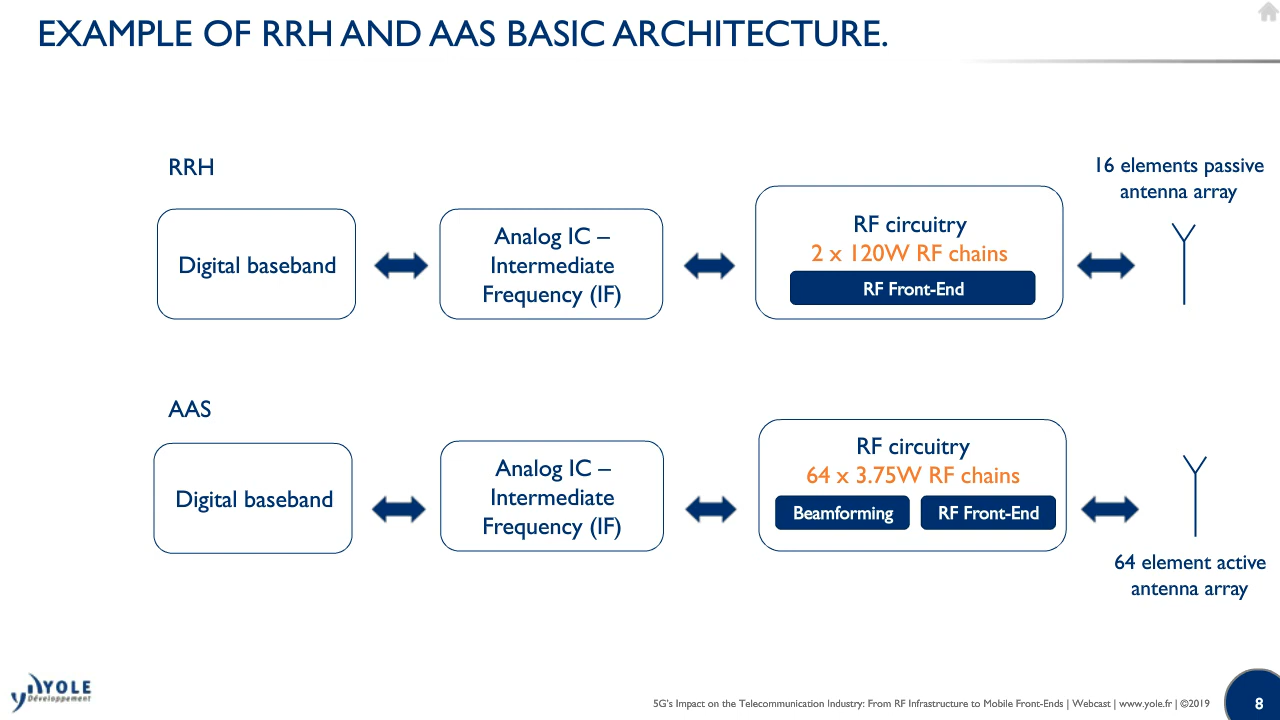 EXAMPLE OF RRH AND AAS BASIC ARCHITECTURE.
RRH
16 elements passive
antenna array
Digital baseband
Analog IC –
Intermediate
Frequency (IF)
RF circuitry
2 x 120W RF chains
RF Front-End
AAS
Digital baseband
Analog IC –
Intermediate
Frequency (IF)
RF circuitry
64 x 3.75W RF chains
Beamforming
RF Front-End
64 element active
antenna array
YOLE
Développement
5G's Impact on the Telecommunication Industry: From RF Infrastructure to Mobile Front-Ends | Webcast | www.yole.fr | ©2019
8